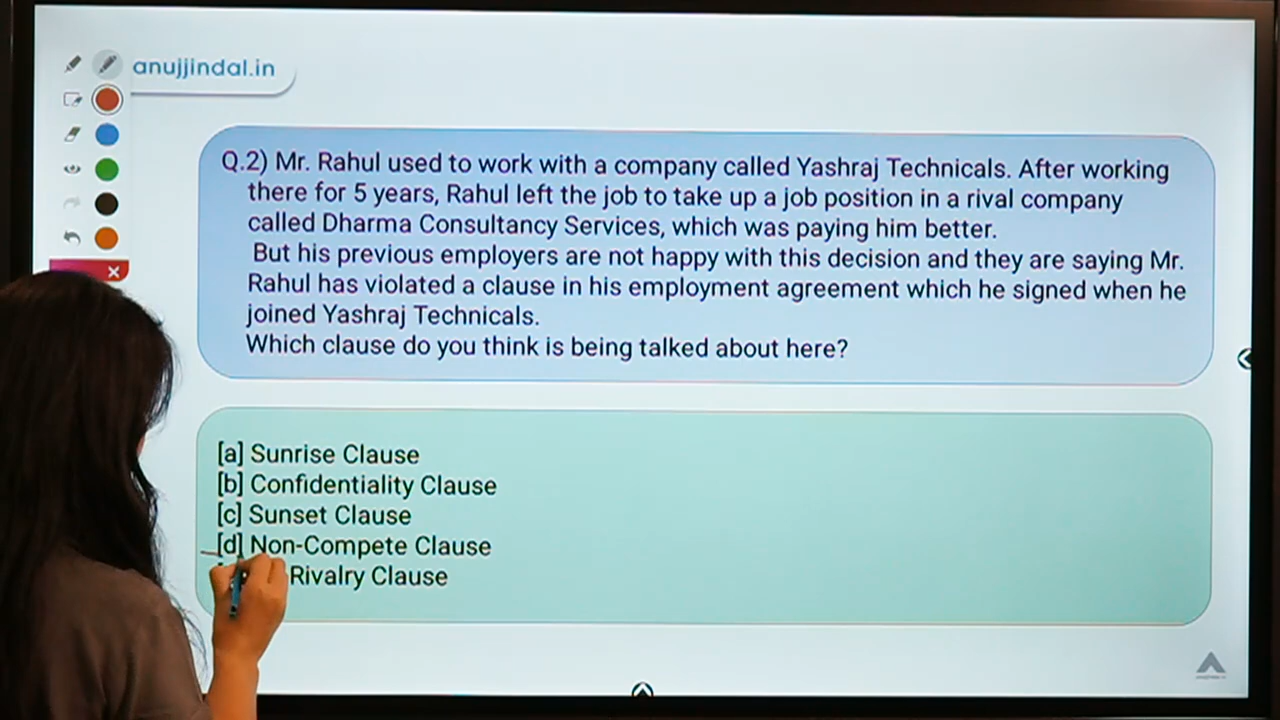 anujjindal.in
Q.2) Mr. Rahul used to work with a company called Yashraj Technicals. After working
there for 5 years, Rahul left the job to take up a job position in a rival company
called Dharma Consultancy Services, which was paying him better.
But his previous employers are not happy with this decision and they are saying Mr.
Rahul has violated a clause in his employment agreement which he signed when he
joined Yashraj Technicals.
Which clause do you think is being talked about here?
[a] Sunrise Clause
[b] Confidentiality Clause
[c] Sunset Clause
[d] Non-Compete Clause
Rivalry Clause